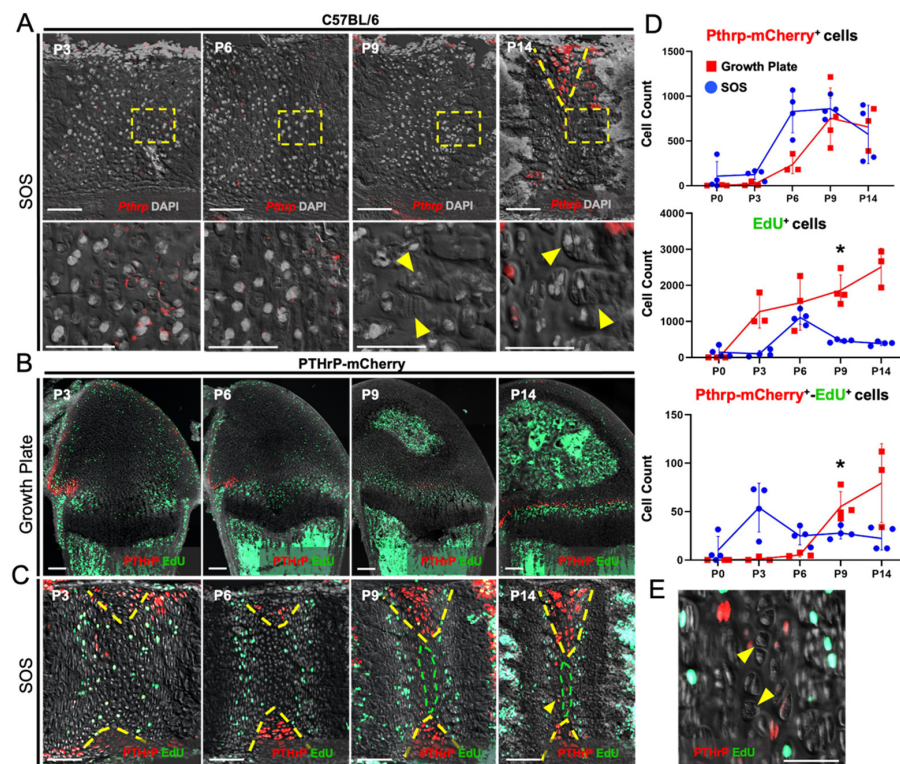 A
C57BL/6
SOS
P3
P6
P9
P14
Pthrp DAPI
Pthrp DAPI
Pthrp DAPI
Pthrp DAPI
B
PTHrP-mCherry
Growth Plate
P3
P6
P9
P14
PTHrP EdU
PTHrP EdU
PTHrP EdU
PTHrP EdU
C
SOS
P3
P6
P9
P14
PTHrP EdU
PTHrP EdU
PTHrP EdU
PTHrP EdU
D
Pthrp-mCherry+ cells
Growth Plate
SOS
Cell Count
1500
1000
500
0
P0 P3 P6 P9 P14
EdU+ cells
Cell Count
4000
3000
2000
1000
0
*
P0 P3 P6 P9 P14
Pthrp-mCherry+-EdU+ cells
Cell Count
150
100
50
0
*
P0 P3 P6 P9 P14
E
PTHrP EdU